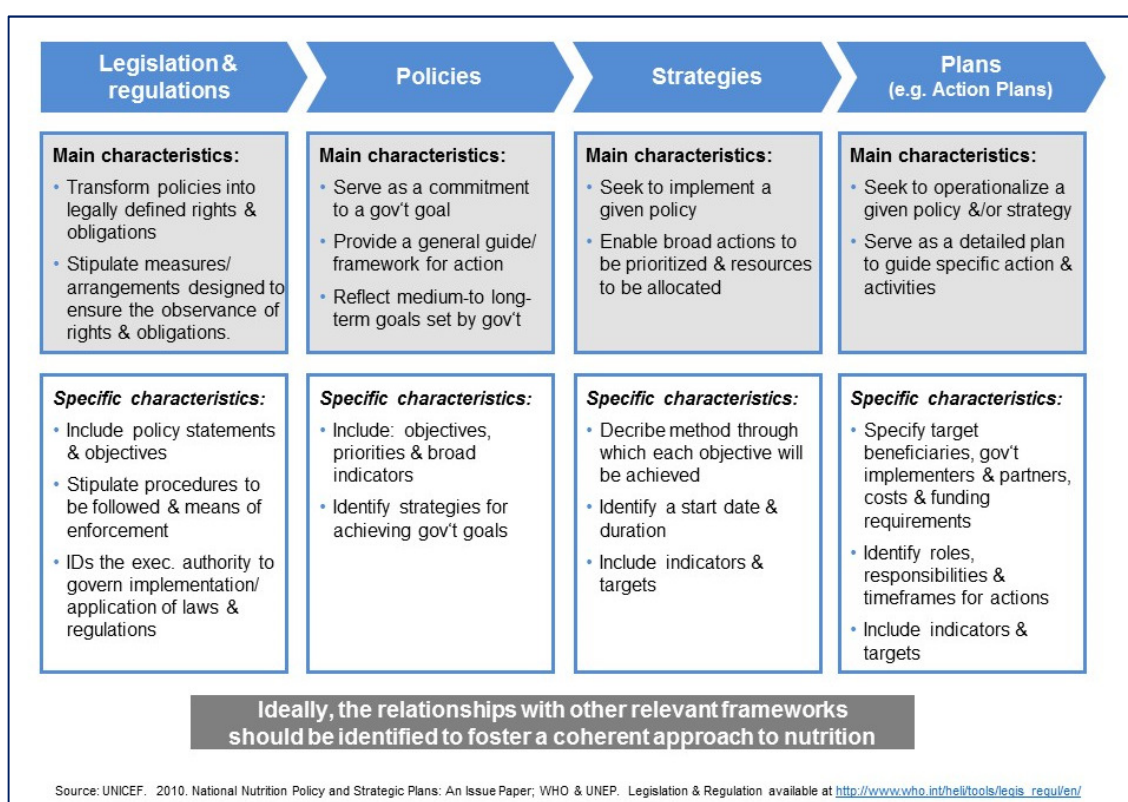 Legislation &
regulations
Policies
Strategies
Plans
(e.g. Action Plans)
Main characteristics:
• Transform policies into
legally defined rights &
obligations
• Stipulate measures/
arrangements designed to
ensure the observance of
rights & obligations.
Main characteristics:
• Serve as a commitment
to a gov't goal
• Provide a general guide/
framework for action
• Reflect medium-to long-
term goals set by gov't
Main characteristics:
• Seek to implement a
given policy
• Enable broad actions to
be prioritized & resources
to be allocated
Main characteristics:
• Seek to operationalize a
given policy &/or strategy
• Serve as a detailed plan
to guide specific action &
activities
Specific characteristics:
• Include policy statements
& objectives
• Stipulate procedures to
be followed & means of
enforcement
• IDs the exec. authority to
govern implementation/
application of laws &
regulations
Specific characteristics:
• Include: objectives,
priorities & broad
indicators
• Identify strategies for
achieving gov't goals
Specific characteristics:
• Decribe method through
which each objective will
be achieved
• Identify a start date &
duration
• Include indicators &
targets
Specific characteristics:
• Specify target
beneficiaries, gov't
implementers & partners,
costs & funding
requirements
• Identify roles,
responsibilities &
timeframes for actions
• Include indicators &
targets
Ideally, the relationships with other relevant frameworks
should be identified to foster a coherent approach to nutrition
Source: UNICEF. 2010. National Nutrition Policy and Strategic Plans: An Issue Paper; WHO & UNEP. Legislation & Regulation available at http://www.who.int/heli/tools/legis_regul/en/